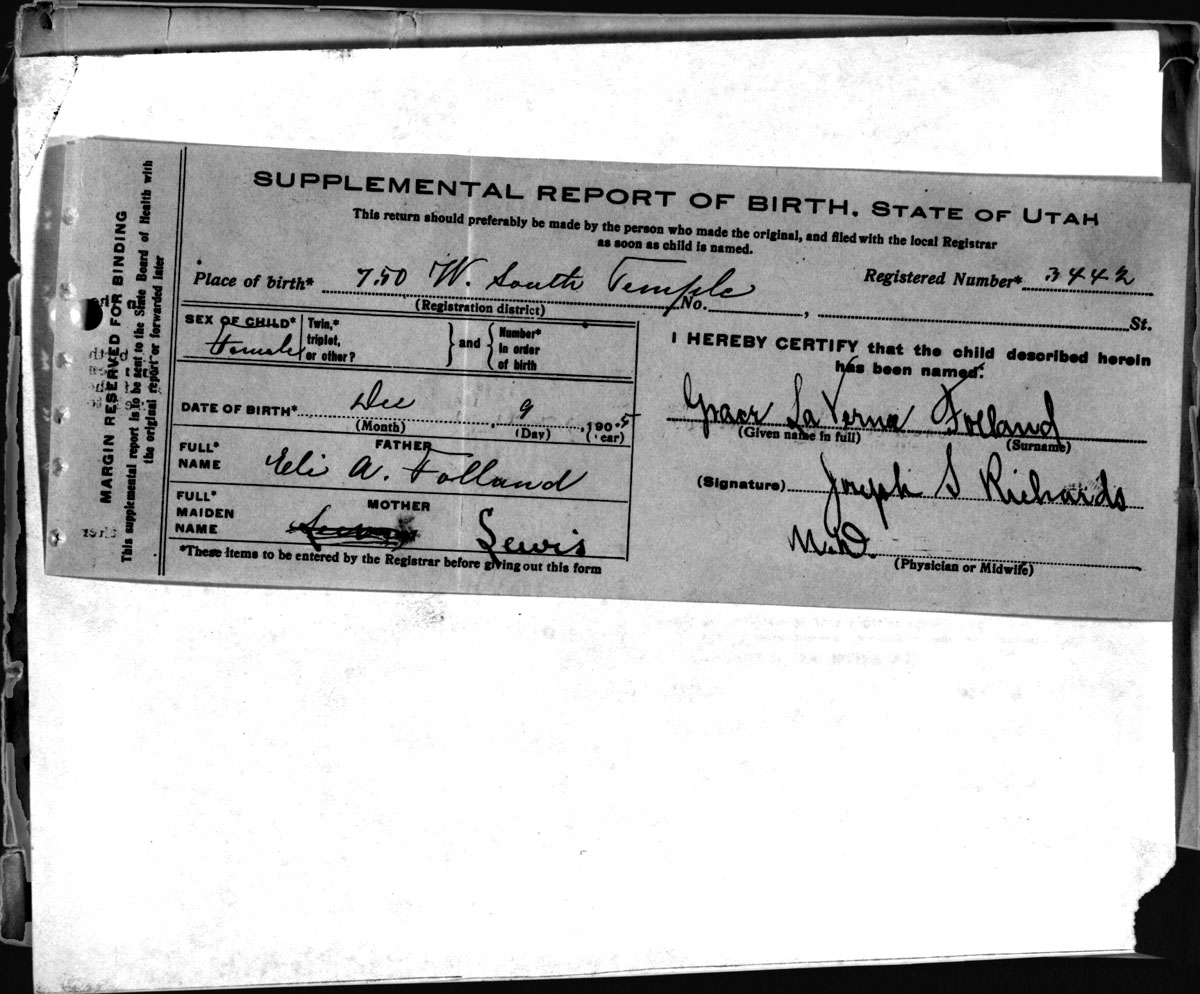 SUPPLEMENTAL REPORT OF BIRTH, STATE OF UTAH
This return should preferably be made by the person who made the original, and filed with the local Registrar
as soon as child is named.
Place of birth* 750 W. South Temple No. , St.
(Registration district)
Registered Number* 3442
SEX OF CHILD* Female
Twin,* triplet, or other? } and { Number* in order of birth
DATE OF BIRTH* Dec 9, 1905
(Month) (Day) (Year)
FATHER
FULL* NAME Eli A. Folland
MOTHER
FULL* MAIDEN NAME Lewis
*These items to be entered by the Registrar before giving out this form
I HEREBY CERTIFY that the child described herein
has been named:
Grace La Verna Folland
(Given name in full) (Surname)
(Signature) Joseph S Richards
M.D.
(Physician or Midwife)
MARGIN RESERVED FOR BINDING
This supplemental report is to be sent to the State Board of Health with
the original report or forwarded later